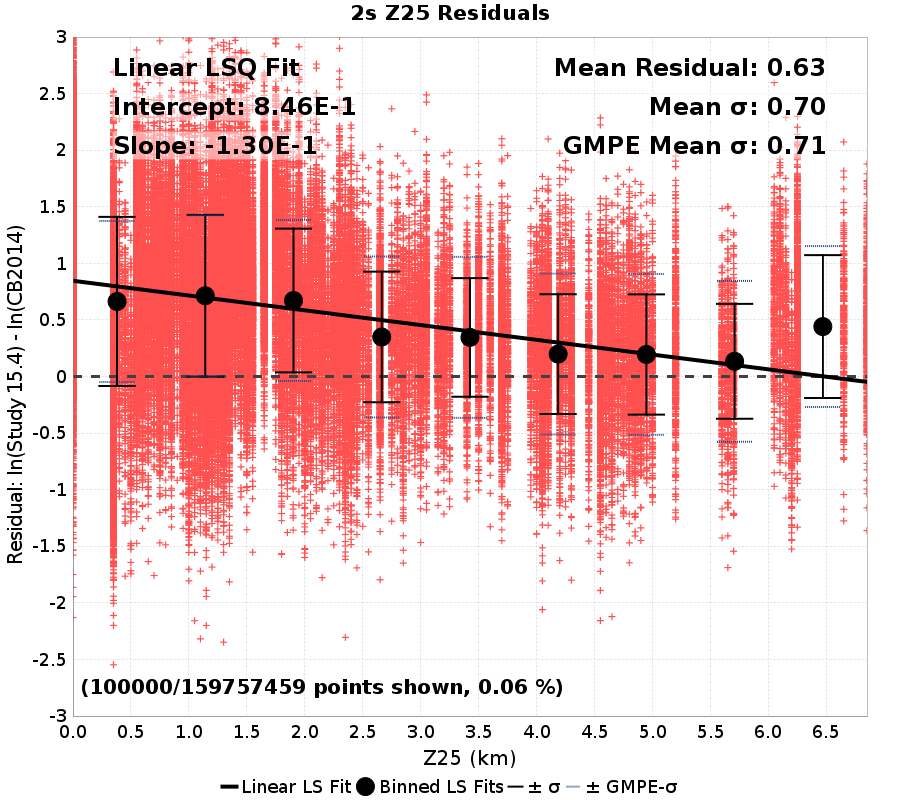 2s Z25 Residuals
Linear LSQ Fit
Intercept: 8.46E-1
Slope: -1.30E-1
Mean Residual: 0.63
Mean σ: 0.70
GMPE Mean σ: 0.71
Residual: ln(Study 15.4) - ln(CB2014)
3
2.5
2
1.5
1
0.5
0
-0.5
-1
-1.5
-2
-2.5
-3
(100000/159757459 points shown, 0.06 %)
0.0 0.5 1.0 1.5 2.0 2.5 3.0 3.5 4.0 4.5 5.0 5.5 6.0 6.5
Z25 (km)
Linear LS Fit Binned LS Fits ± σ ± GMPE-σ